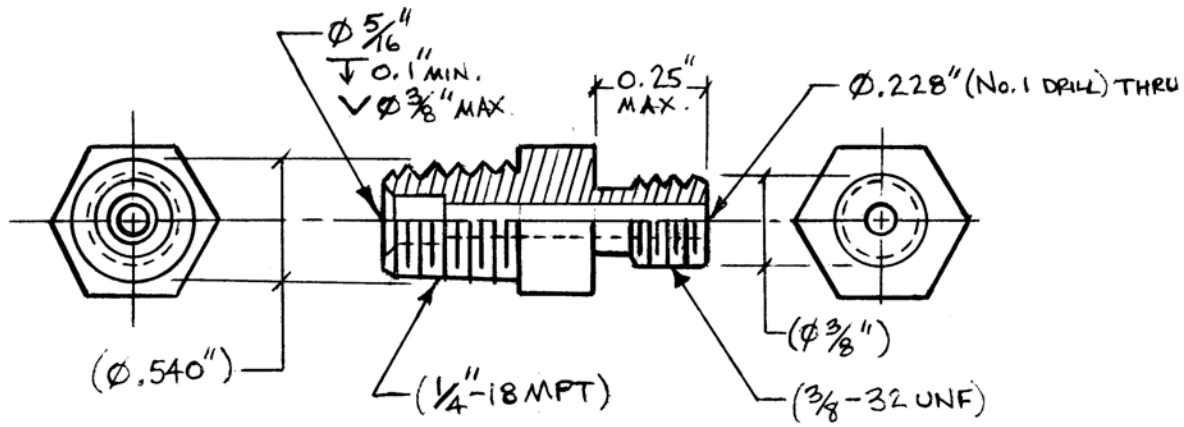 Ø 5/16"
↧ 0.1" MIN.
⌵ Ø 3/8" MAX.
0.25"
MAX.
Ø.228" (No. 1 DRILL) THRU
(Ø.540")
(1/4"-18 MPT)
(Ø 3/8")
(3/8-32 UNF)